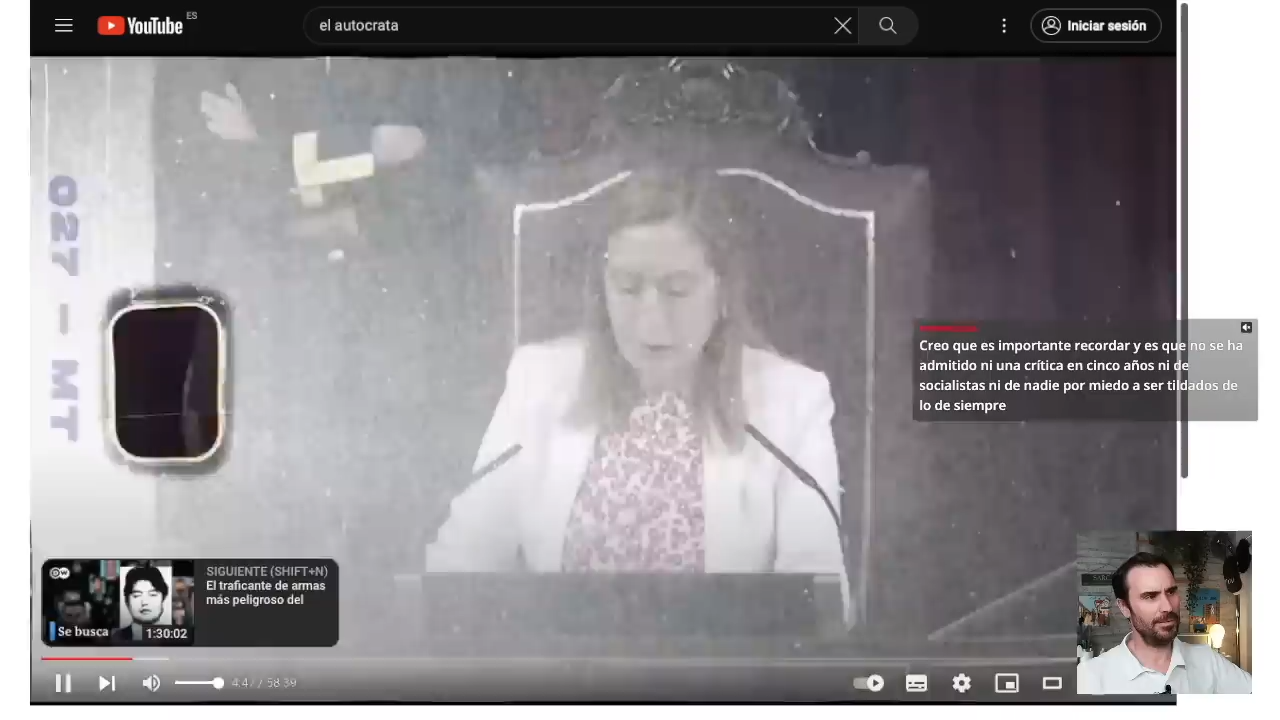 YouTube
ES
el autocrata
Iniciar sesión
027 – MT
Creo que es importante recordar y es que no se ha
admitido ni una crítica en cinco años ni de
socialistas ni de nadie por miedo a ser tildados de
lo de siempre
SIGUIENTE (SHIFT+N)
El traficante de armas
más peligroso del
Se busca
1:30:02
/ 58:39